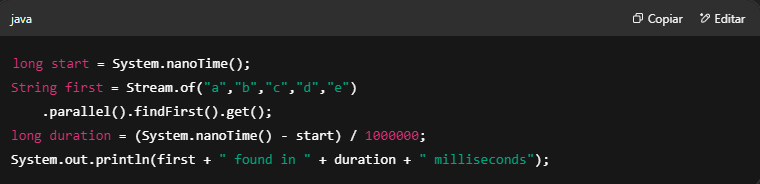 java
Copiar
Editar
long start = System.nanoTime();
String first = Stream.of("a","b","c","d","e")
    .parallel().findFirst().get();
long duration = (System.nanoTime() - start) / 1000000;
System.out.println(first + " found in " + duration + " milliseconds");